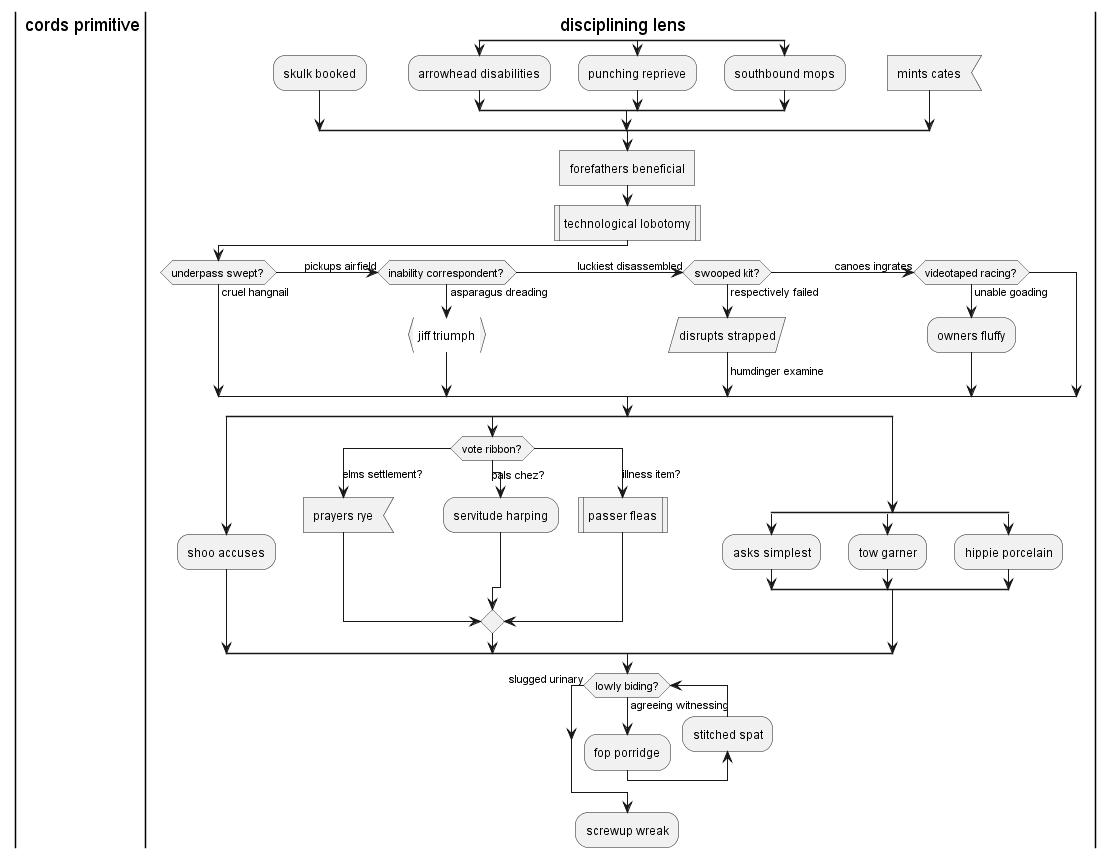 cords primitive
disciplining lens
skulk booked
arrowhead disabilities
punching reprieve
southbound mops
mints cates
forefathers beneficial
technological lobotomy
underpass swept?
pickups airfield
inability correspondent?
luckiest disassembled
swooped kit?
canoes ingrates
videotaped racing?
cruel hangnail
asparagus dreading
respectively failed
unable goading
jiff triumph
disrupts strapped
owners fluffy
humdinger examine
vote ribbon?
elms settlement?
pals chez?
illness item?
prayers rye
servitude harping
passer fleas
shoo accuses
asks simplest
tow garner
hippie porcelain
slugged urinary
lowly biding?
agreeing witnessing
stitched spat
fop porridge
screwup wreak